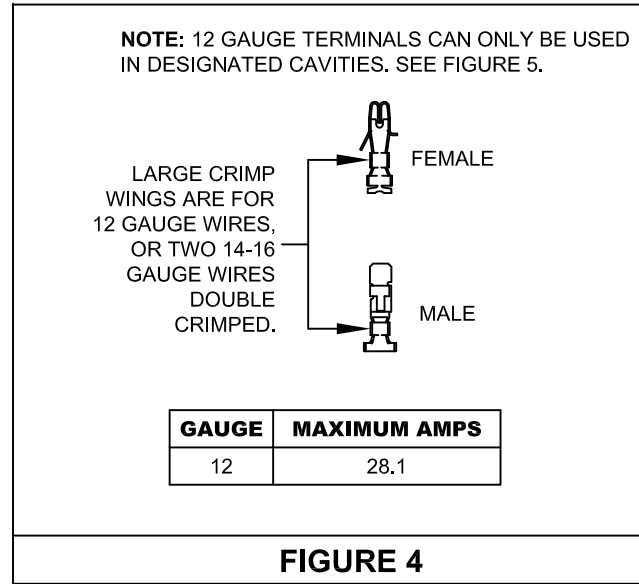 NOTE: 12 GAUGE TERMINALS CAN ONLY BE USED
IN DESIGNATED CAVITIES. SEE FIGURE 5.
FEMALE
LARGE CRIMP
WINGS ARE FOR
12 GAUGE WIRES,
OR TWO 14-16
GAUGE WIRES
DOUBLE
CRIMPED.
MALE
GAUGE MAXIMUM AMPS
12 28.1
FIGURE 4